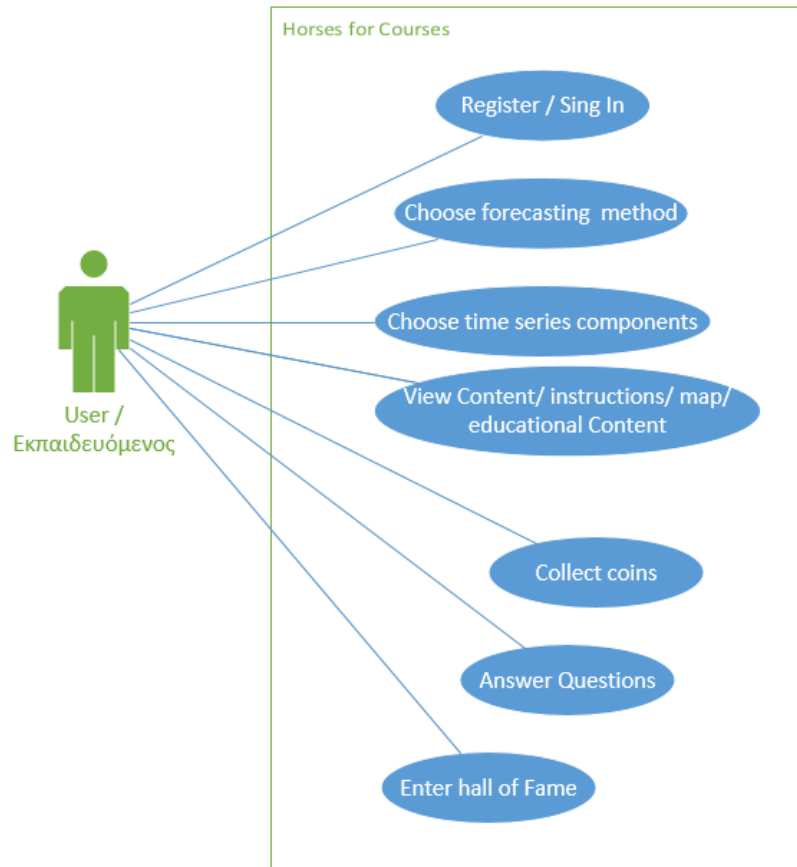 Horses for Courses
Register / Sing In
Choose forecasting method
Choose time series components
View Content/ instructions/ map/
educational Content
User /
Εκπαιδευόμενος
Collect coins
Answer Questions
Enter hall of Fame